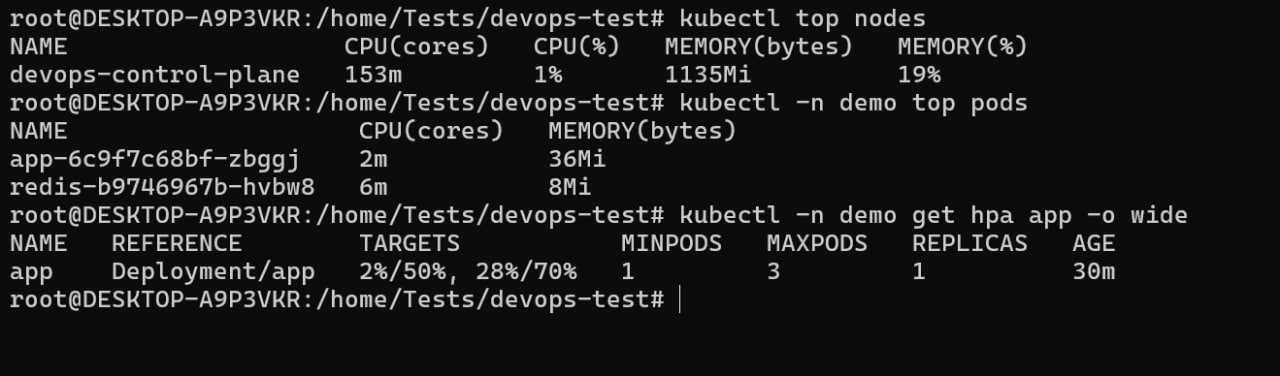 root@DESKTOP-A9P3VKR:/home/Tests/devops-test# kubectl top nodes
NAME                   CPU(cores)   CPU(%)   MEMORY(bytes)   MEMORY(%)
devops-control-plane   153m         1%       1135Mi          19%
root@DESKTOP-A9P3VKR:/home/Tests/devops-test# kubectl -n demo top pods
NAME                    CPU(cores)   MEMORY(bytes)
app-6c9f7c68bf-zbggj    2m           36Mi
redis-b9746967b-hvbw8   6m           8Mi
root@DESKTOP-A9P3VKR:/home/Tests/devops-test# kubectl -n demo get hpa app -o wide
NAME   REFERENCE        TARGETS           MINPODS   MAXPODS   REPLICAS   AGE
app    Deployment/app   2%/50%, 28%/70%   1         3         1          30m
root@DESKTOP-A9P3VKR:/home/Tests/devops-test#